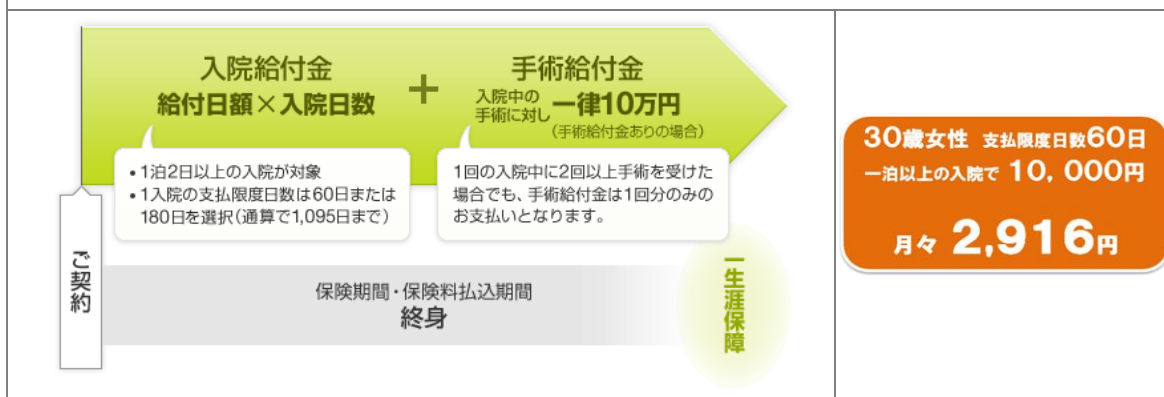 入院給付金
給付日額×入院日数
+
手術給付金
入院中の
手術に対し 一律10万円
(手術給付金ありの場合)
• 1泊2日以上の入院が対象
• 1入院の支払限度日数は60日または
180日を選択(通算で1,095日まで)
1回の入院中に2回以上手術を受けた
場合でも、手術給付金は1回分のみの
お支払いとなります。
ご契約
保険期間・保険料払込期間
終身
一生涯保障
30歳女性 支払限度日数60日
一泊以上の入院で 10,000円
月々 2,916円